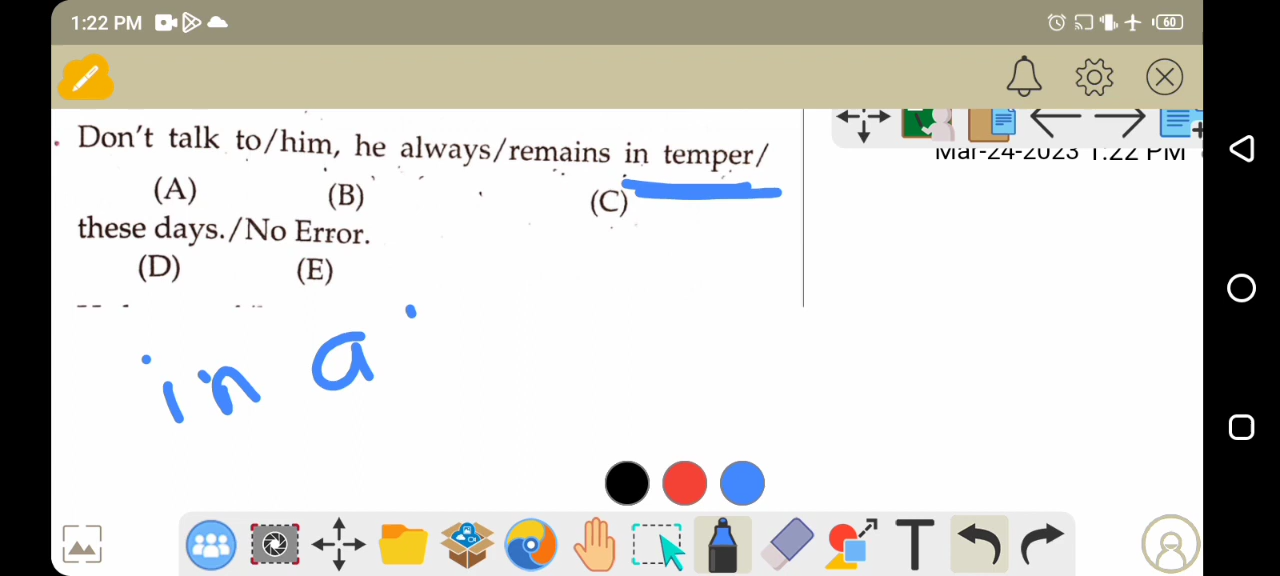 1:22 PM
60
Mar-24-2023 1:22 PM
. Don't talk to/him, he always/remains in temper/
(A) (B) (C)
these days./No Error.
(D) (E)
in a
T